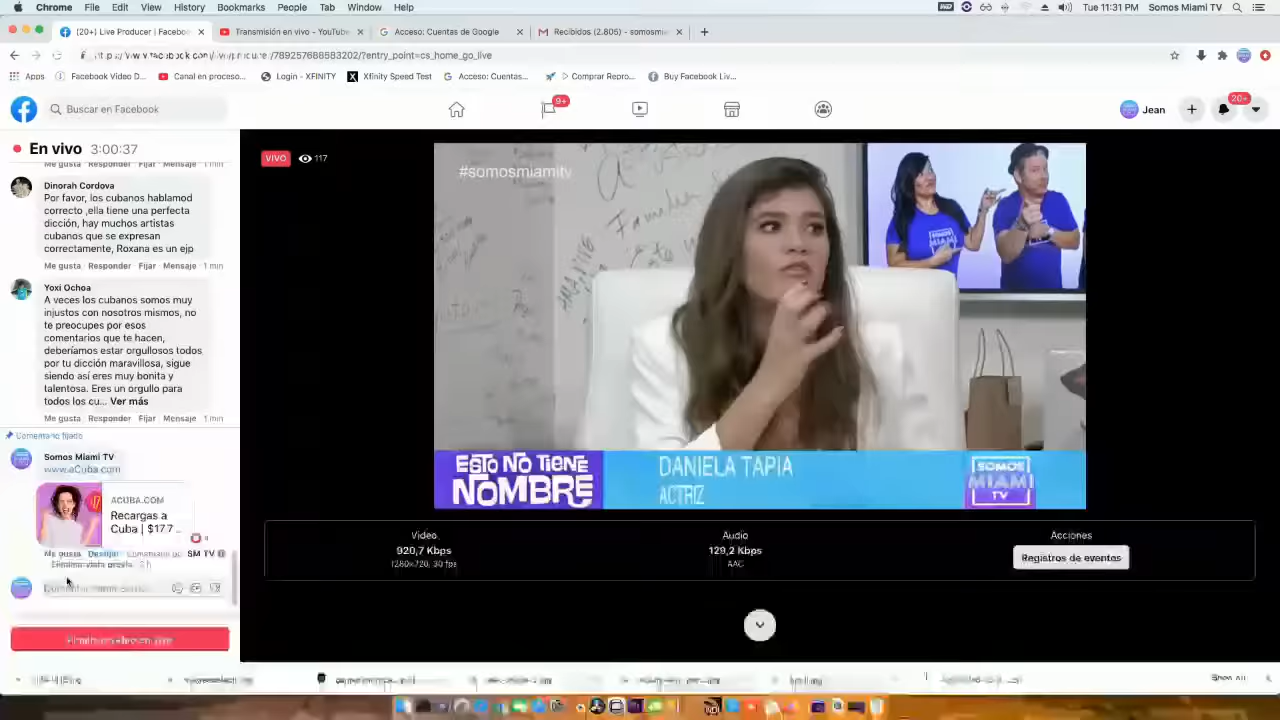 Chrome File Edit View History Bookmarks People Tab Window Help
Tue 11:31 PM Somos Miami TV
(20+) Live Producer | Faceboo
Transmisión en vivo - YouTube
Acceso: Cuentas de Google
Recibidos (2.805) - somosmia
Apps
Facebook Video D...
Canal en proceso...
Login - XFINITY
Xfinity Speed Test
Acceso: Cuentas...
Comprar Repro...
Buy Facebook Liv...
Buscar en Facebook
9+
Jean
20+
En vivo 3:00:37
Me gusta Responder Fijar Mensaje 1 min
Dinorah Cordova
Por favor, los cubanos hablamod
correcto ,ella tiene una perfecta
dicción, hay muchos artistas
cubanos que se expresan
correctamente, Roxana es un ejp
Me gusta Responder Fijar Mensaje 1 min
Yoxi Ochoa
A veces los cubanos somos muy
injustos con nosotros mismos, no
te preocupes por esos
comentarios que te hacen,
deberíamos estar orgullosos todos
por tu dicción maravillosa, sigue
siendo así eres muy bonita y
talentosa. Eres un orgullo para
todos los cu... Ver más
Me gusta Responder Fijar Mensaje 1 min
Comentario fijado
Somos Miami TV
www.aCuba.com
ACUBA.COM
Recargas a
Cuba | $17.7 ...
VIVO 117
#somosmiamitv
SOMOS
MIAMI
ESTO NO TIENE
NOMBRE
DANIELA TAPIA
ACTRIZ
SOMOS
MIAMI
TV
Video
920,7 Kbps
1280x720, 30 fps
Audio
129,2 Kbps
AAC
Acciones
Registros de eventos
Show All